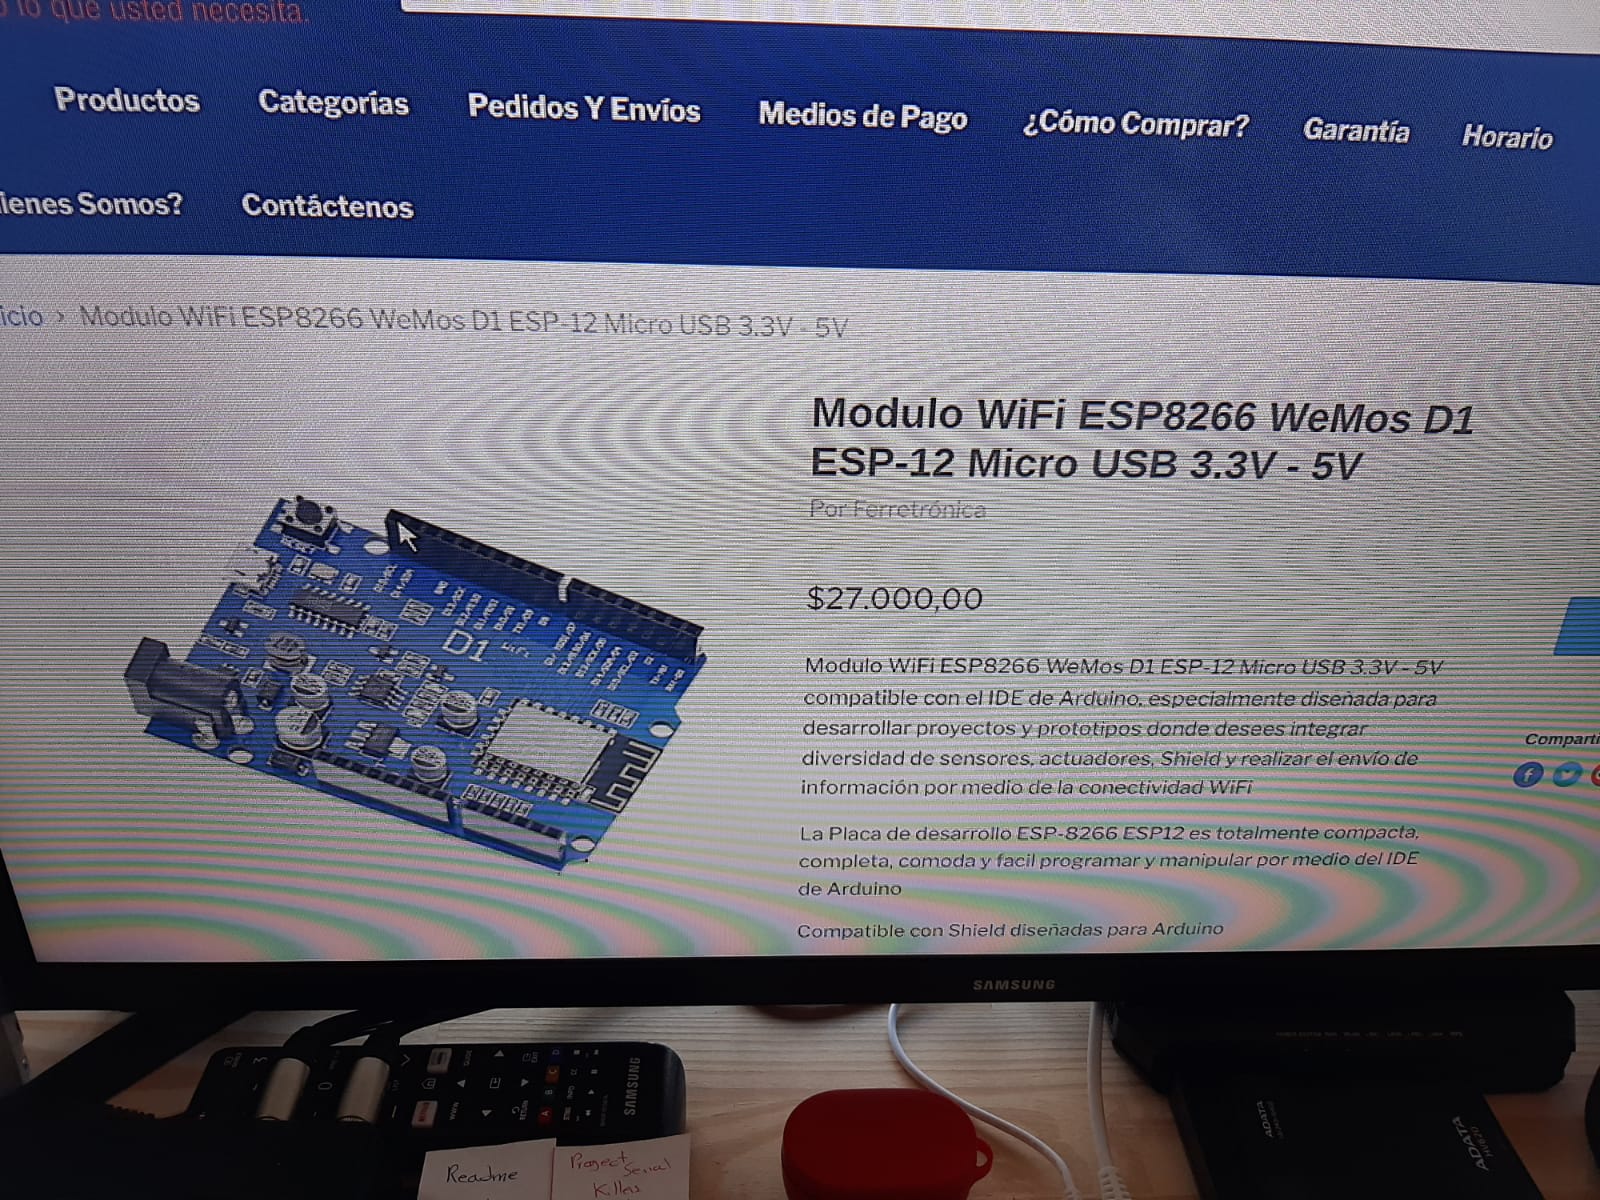 lo que usted necesita.
Productos Categorías Pedidos Y Envíos Medios de Pago ¿Cómo Comprar? Garantía Horario
Somos? Contáctenos
› Modulo WiFi ESP8266 WeMos D1 ESP-12 Micro USB 3.3V - 5V
Modulo WiFi ESP8266 WeMos D1
ESP-12 Micro USB 3.3V - 5V
Por Ferretrónica
$27.000,00
Modulo WiFi ESP8266 WeMos D1 ESP-12 Micro USB 3.3V - 5V
compatible con el IDE de Arduino, especialmente diseñada para
desarrollar proyectos y prototipos donde desees integrar
diversidad de sensores, actuadores, Shield y realizar el envío de
información por medio de la conectividad WiFi
La Placa de desarrollo ESP-8266 ESP12 es totalmente compacta,
completa, comoda y facil programar y manipular por medio del IDE
de Arduino
Compatible con Shield diseñadas para Arduino
Comparti
RESET
D1 WiFi
SAMSUNG
SAMSUNG
ADATA
ADATA
Readme
Project
Serial
Killers